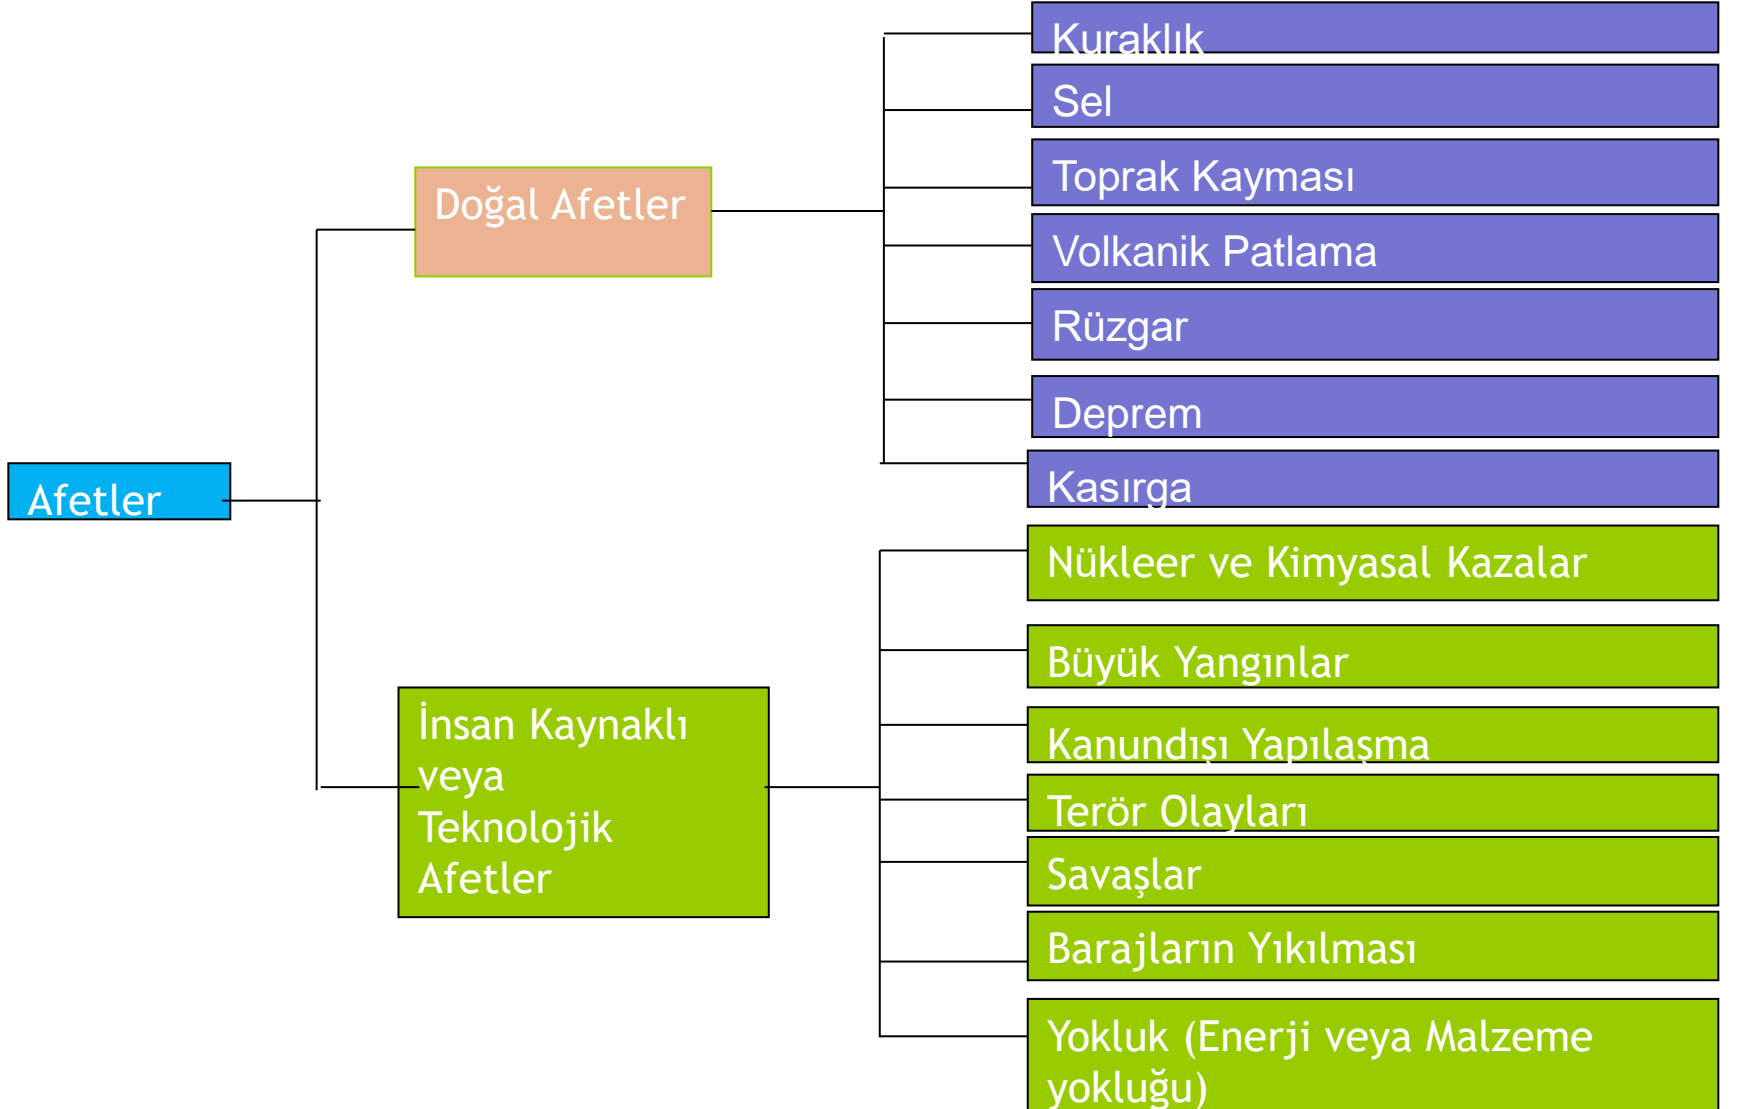 Afetler
Doğal Afetler
Kuraklık
Sel
Toprak Kayması
Volkanik Patlama
Rüzgar
Deprem
Kasırga
İnsan Kaynaklı
veya
Teknolojik
Afetler
Nükleer ve Kimyasal Kazalar
Büyük Yangınlar
Kanundışı Yapılaşma
Terör Olayları
Savaşlar
Barajların Yıkılması
Yokluk (Enerji veya Malzeme
yokluğu)